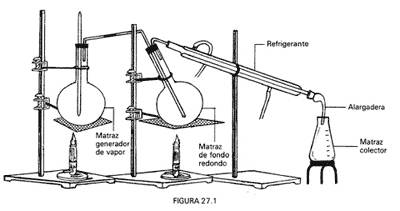 Refrigerante
Alargadera
Matraz
generador
de vapor
Matraz
de fondo
redondo
Matraz
colector
FIGURA 27.1